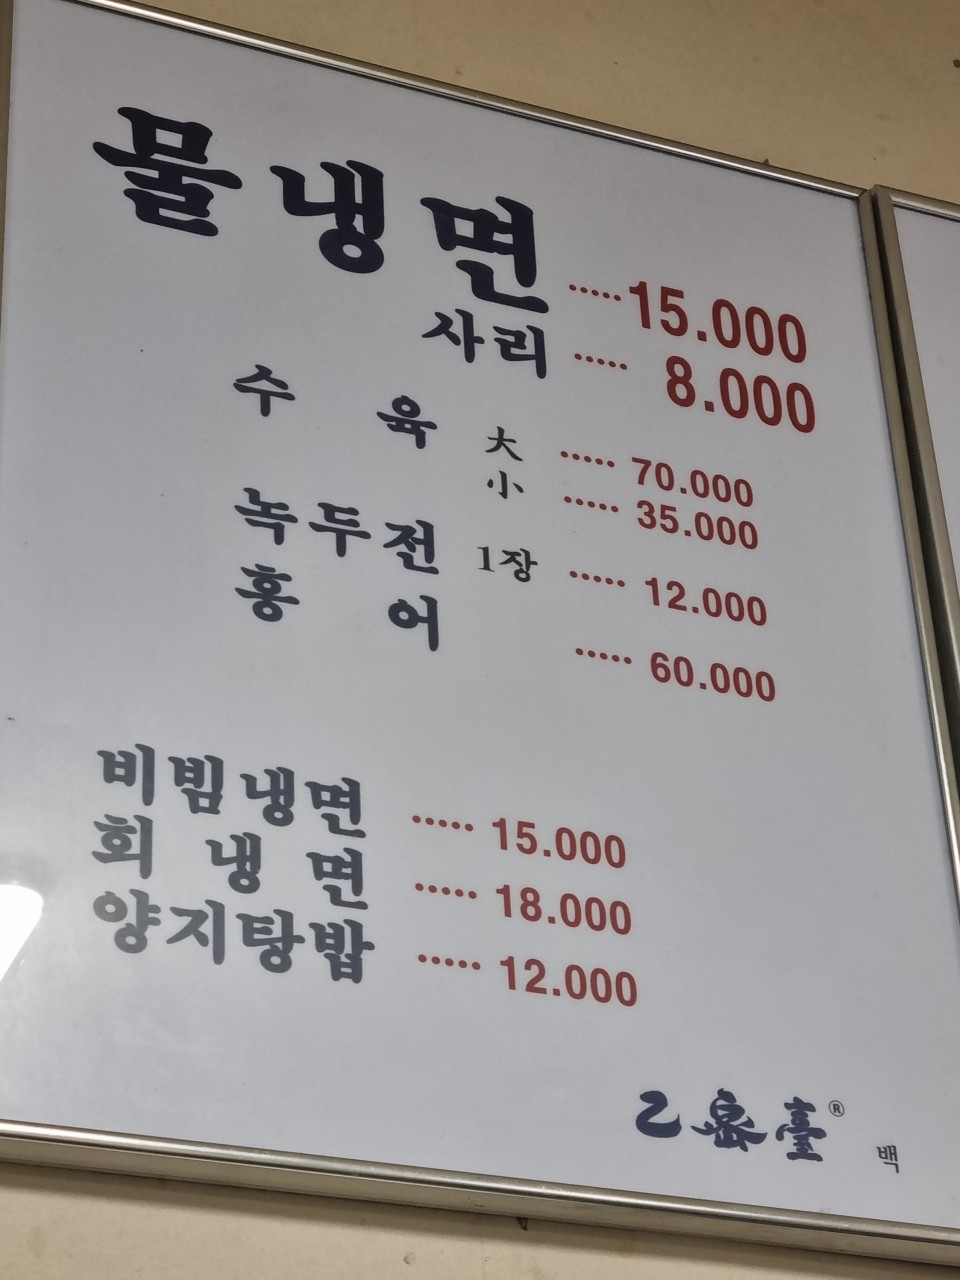 물냉면 ·····15.000
사리 ····· 8.000
수 육 大 ····· 70.000
小 ····· 35.000
녹두전 1장 ····· 12.000
홍 어 ····· 60.000
비빔냉면 ····· 15.000
회 냉 면 ····· 18.000
양지탕밥 ····· 12.000
乙密臺®
백